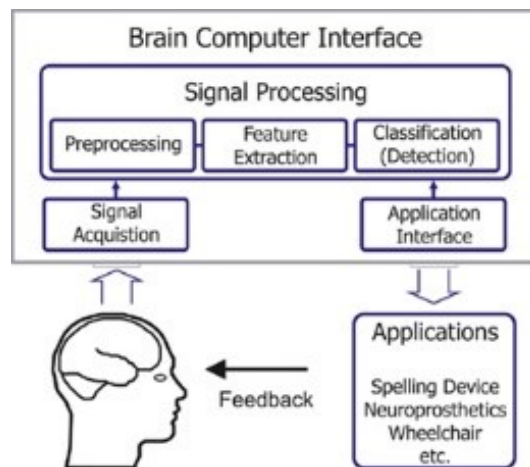 Brain Computer Interface
Signal Processing
Preprocessing
Feature
Extraction
Classification
(Detection)
Signal
Acquistion
Application
Interface
Applications
Spelling Device
Neuroprosthetics
Wheelchair
etc.
Feedback